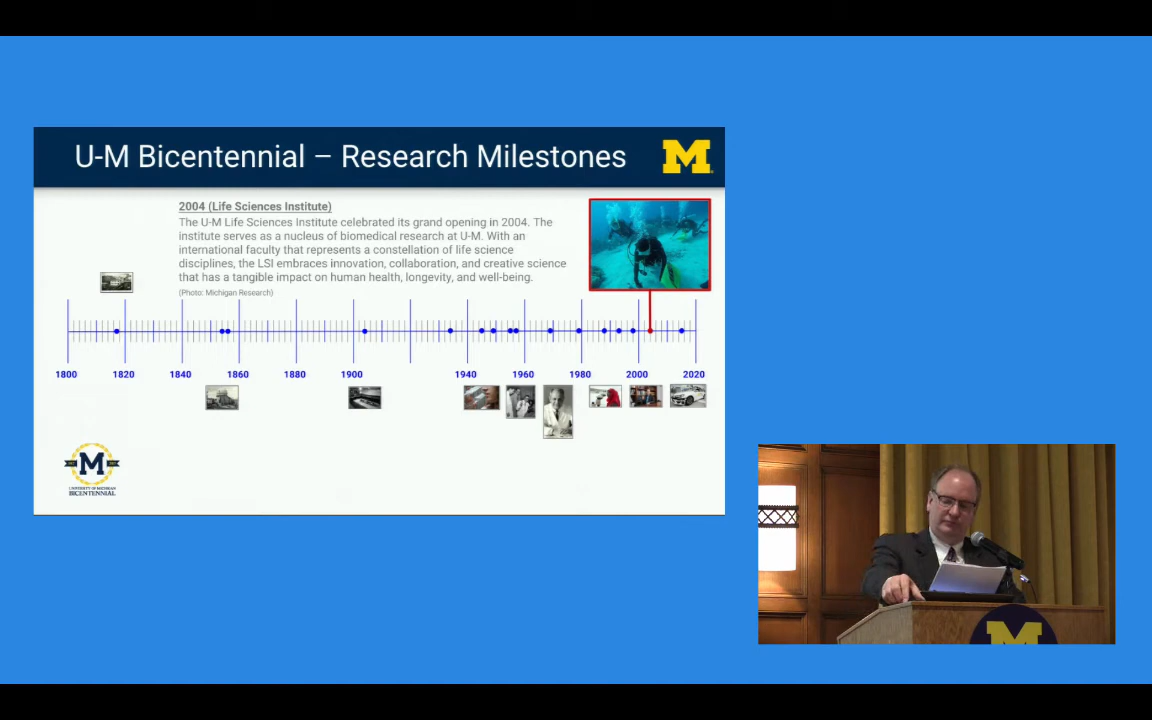 U-M Bicentennial – Research Milestones
M
2004 (Life Sciences Institute)
The U-M Life Sciences Institute celebrated its grand opening in 2004. The
institute serves as a nucleus of biomedical research at U-M. With an
international faculty that represents a constellation of life science
disciplines, the LSI embraces innovation, collaboration, and creative science
that has a tangible impact on human health, longevity, and well-being.
(Photo: Michigan Research)
1800 1820 1840 1860 1880 1900 1940 1960 1980 2000 2020
M
UNIVERSITY OF MICHIGAN
BICENTENNIAL
M